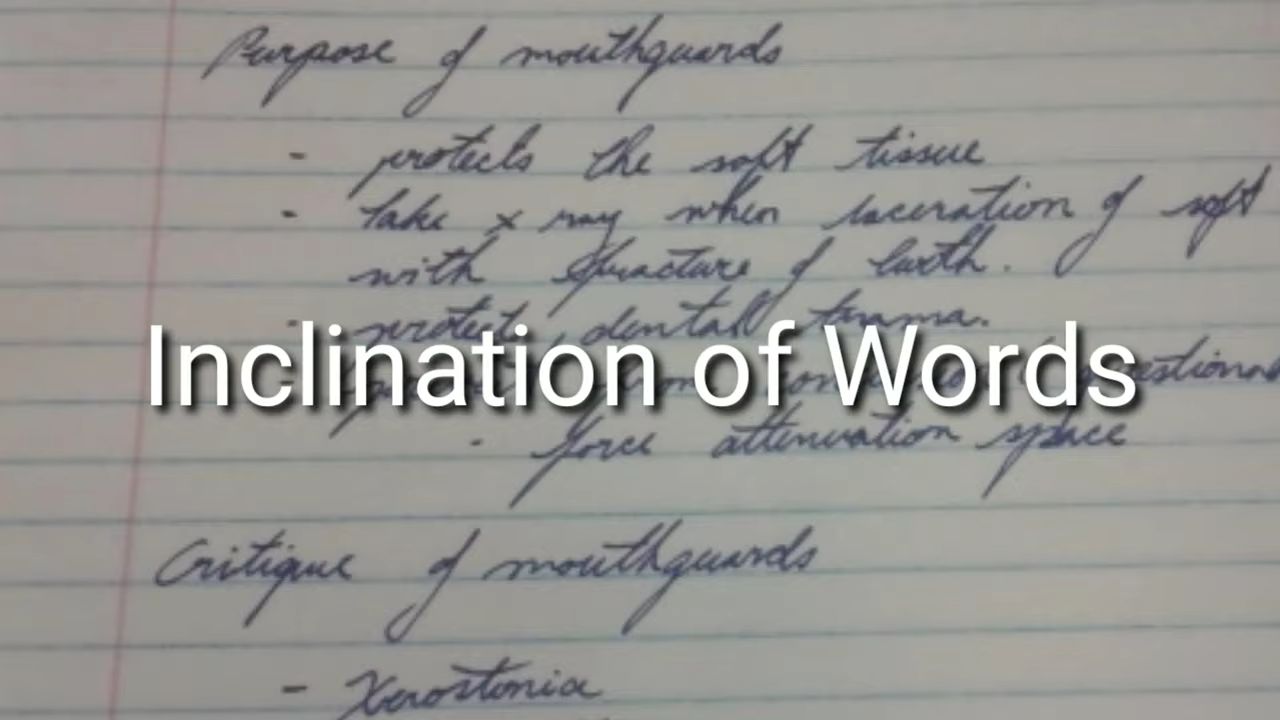 Purpose of mouthguards
- protects the soft tissue
- take x ray when laceration of soft
with fracture of tooth.
- protects dental trauma.
Inclination of Words
- force attenuation space
Critique of mouthguards
- Xerostomia